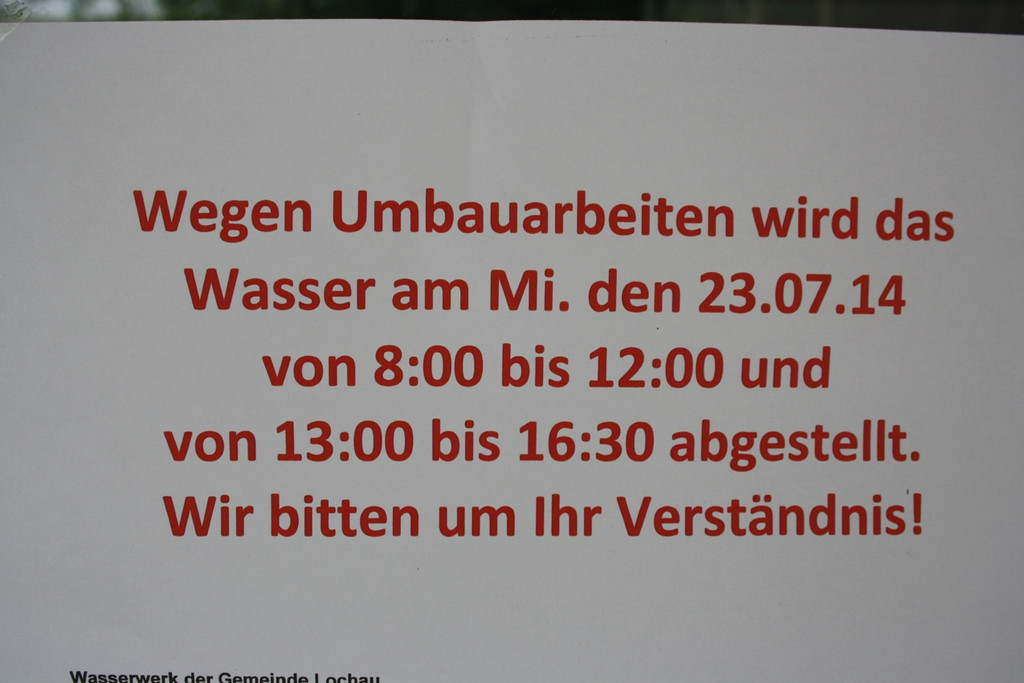 Wegen Umbauarbeiten wird das
Wasser am Mi. den 23.07.14
von 8:00 bis 12:00 und
von 13:00 bis 16:30 abgestellt.
Wir bitten um Ihr Verständnis!
Wasserwerk der Gemeinde Lochau